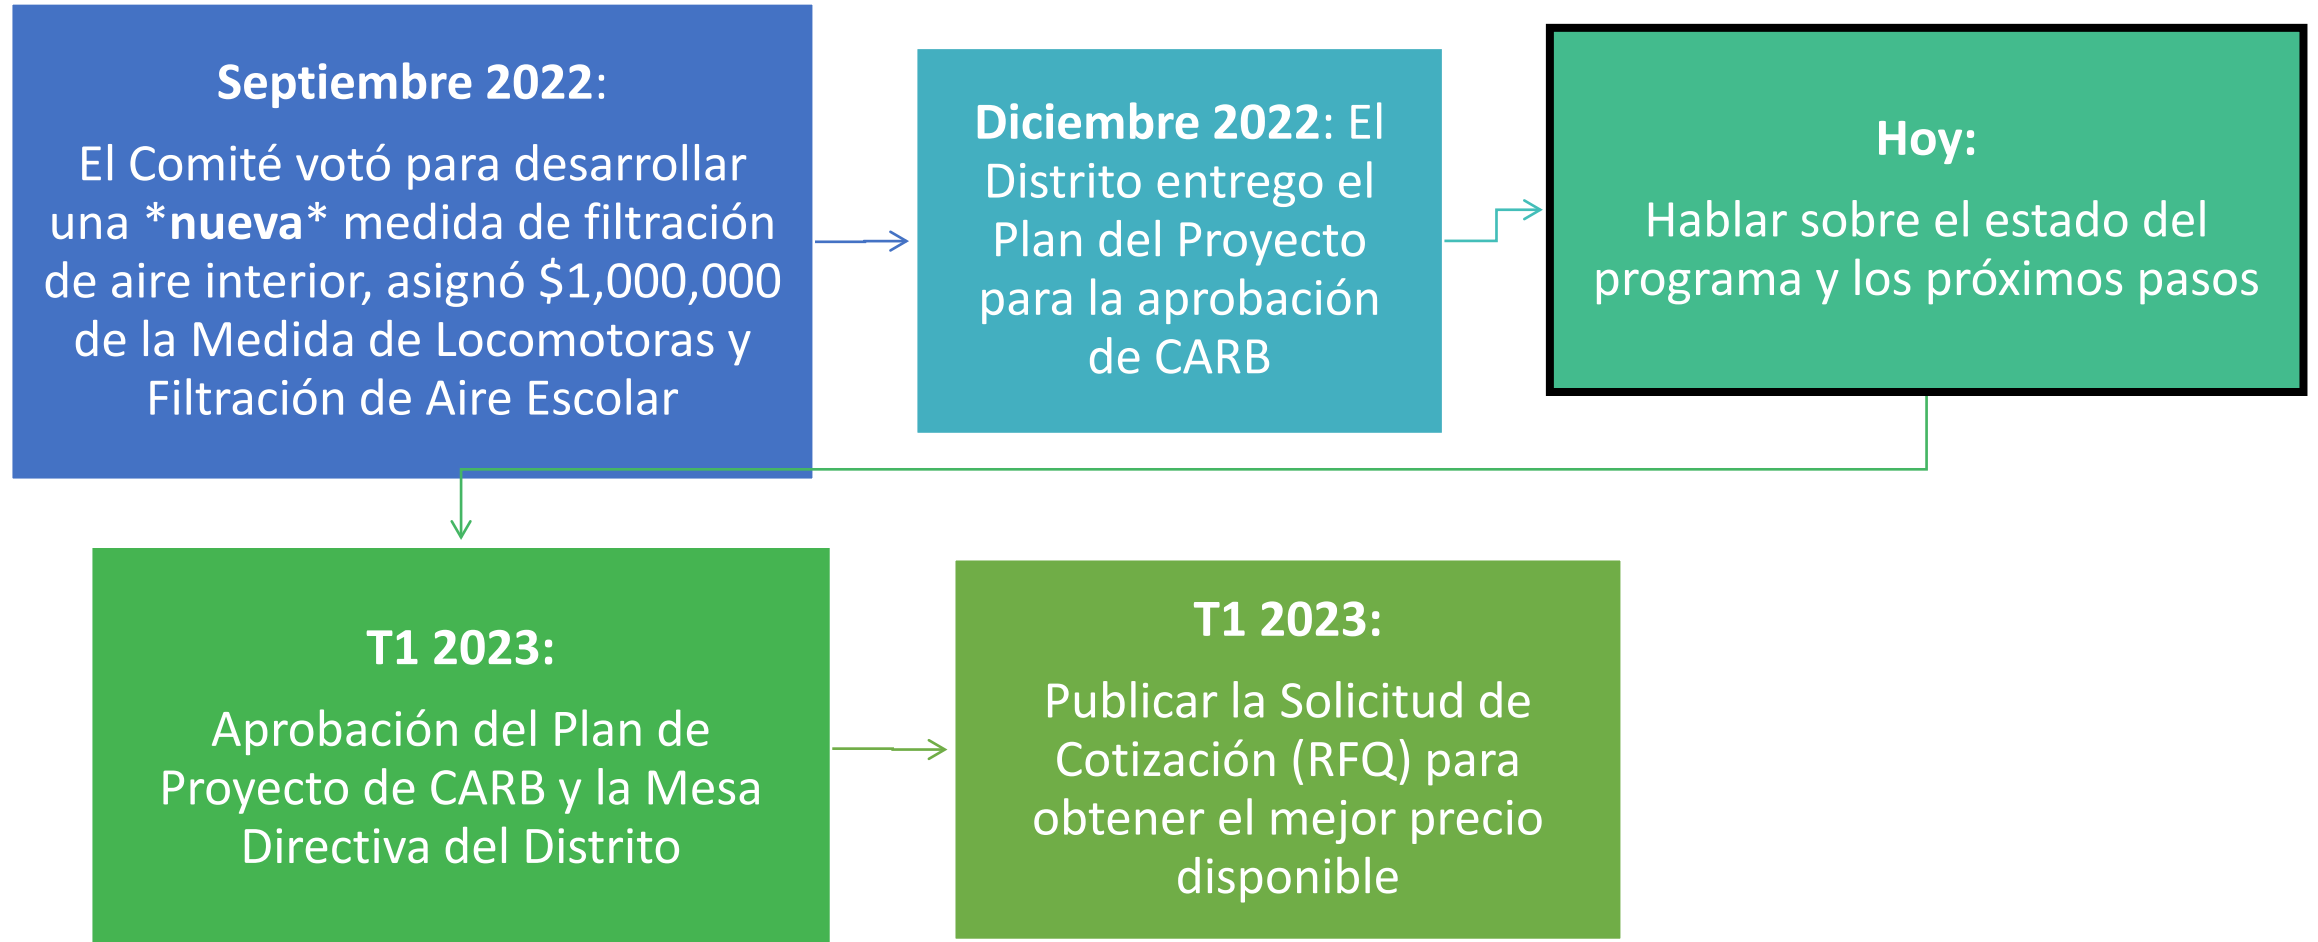 Septiembre 2022:
El Comité votó para desarrollar
una *nueva* medida de filtración
de aire interior, asignó $1,000,000
de la Medida de Locomotoras y
Filtración de Aire Escolar
Diciembre 2022: El
Distrito entrego el
Plan del Proyecto
para la aprobación
de CARB
Hoy:
Hablar sobre el estado del
programa y los próximos pasos
T1 2023:
Aprobación del Plan de
Proyecto de CARB y la Mesa
Directiva del Distrito
T1 2023:
Publicar la Solicitud de
Cotización (RFQ) para
obtener el mejor precio
disponible